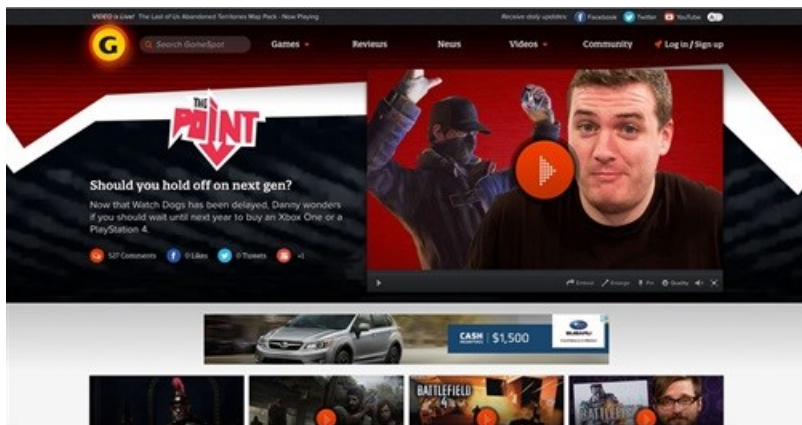 VIDEO is Live! The Last of Us Abandoned Territories Map Pack - Now Playing
Receive daily updates: Facebook Twitter YouTube
G
Search GameSpot
Games Reviews News Videos Community Log in / Sign up
THE
POINT
Should you hold off on next gen?
Now that Watch Dogs has been delayed, Danny wonders
if you should wait until next year to buy an Xbox One or a
PlayStation 4.
527 Comments 0 Likes 0 Tweets +1
Embed Enlarge Pin Quality
CASH $1,500
SUBARU
BATTLEFIELD
4